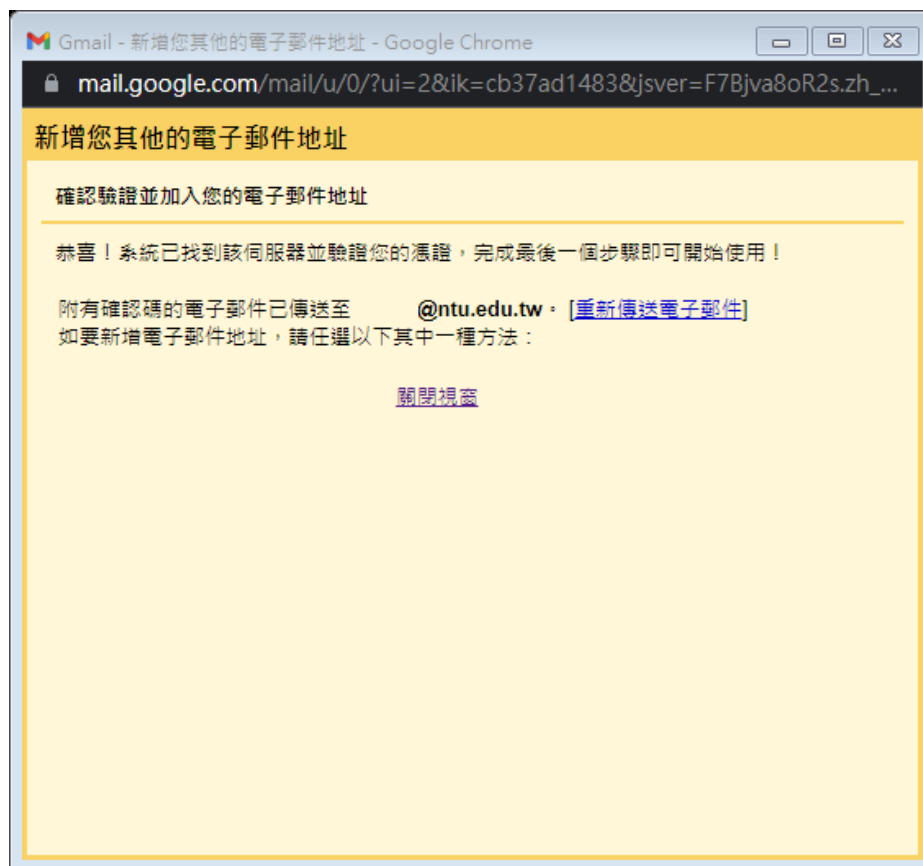 Gmail - 新增您其他的電子郵件地址 - Google Chrome
mail.google.com/mail/u/0/?ui=2&ik=cb37ad1483&jsver=F7Bjva8oR2s.zh_...
新增您其他的電子郵件地址
確認驗證並加入您的電子郵件地址
恭喜！系統已找到該伺服器並驗證您的憑證，完成最後一個步驟即可開始使用！
附有確認碼的電子郵件已傳送至 @ntu.edu.tw。 [重新傳送電子郵件]
如要新增電子郵件地址，請任選以下其中一種方法：
關閉視窗